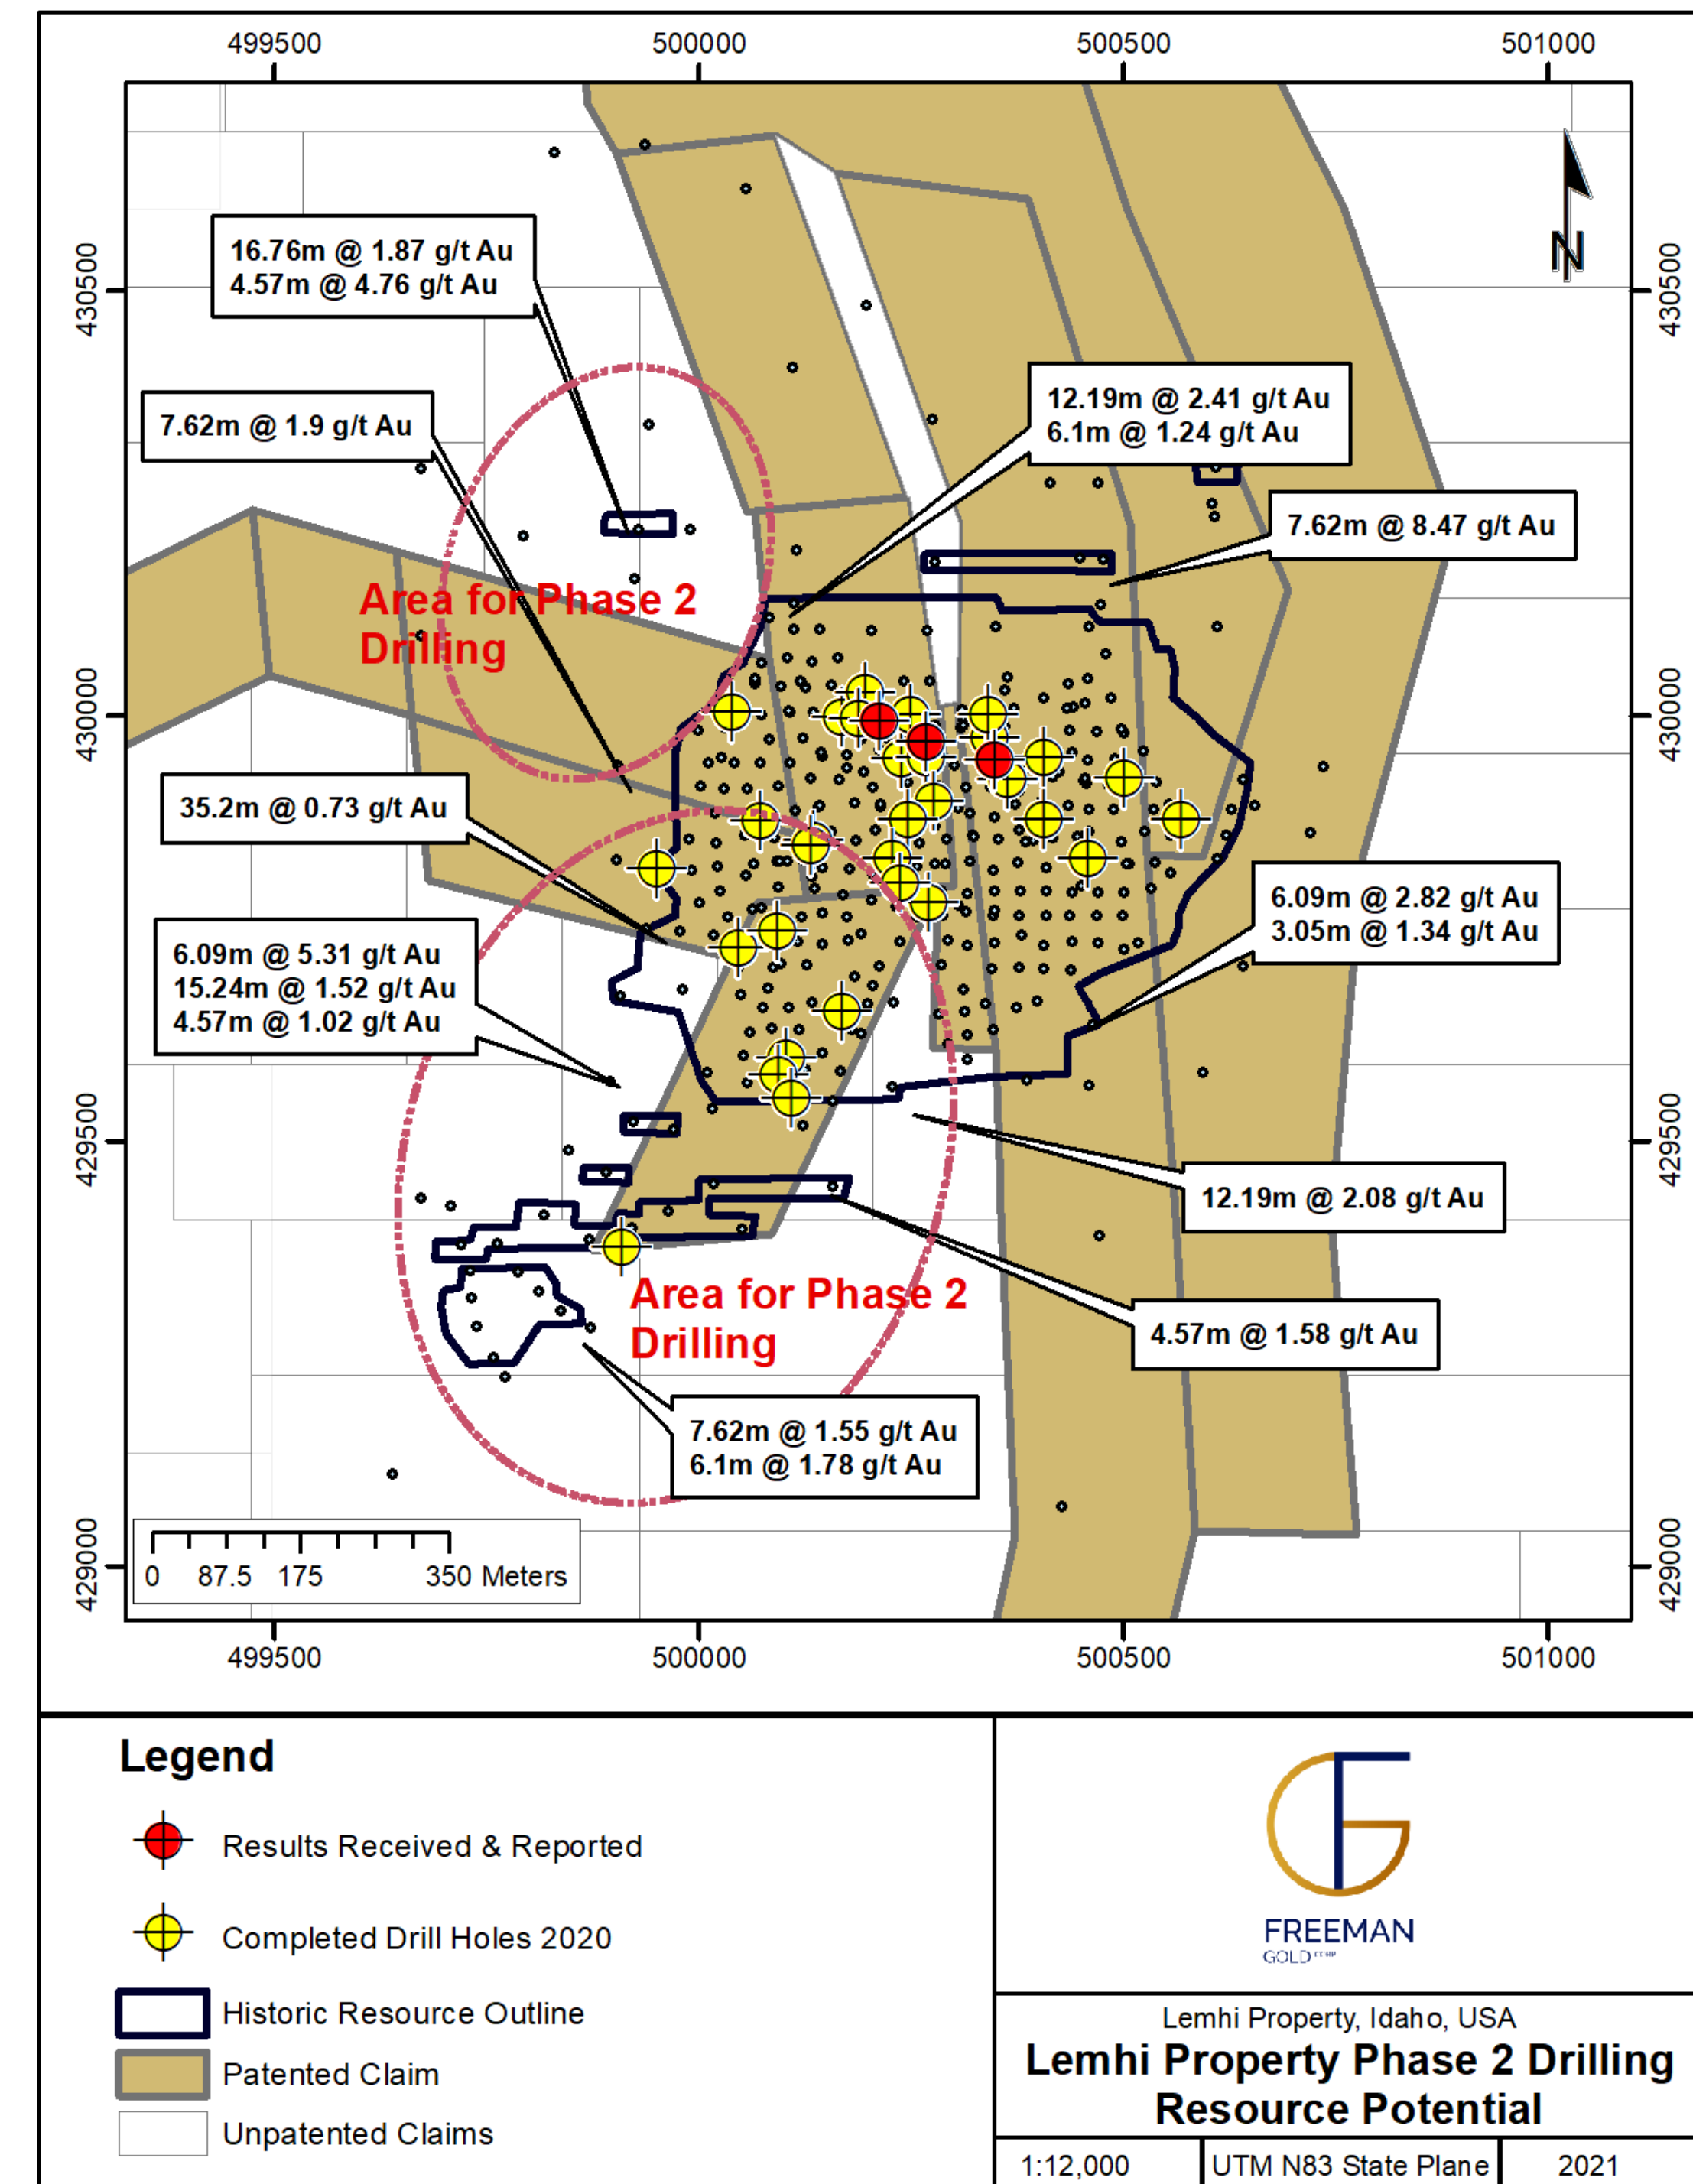 499500 500000 500500 501000
16.76m @ 1.87 g/t Au
4.57m @ 4.76 g/t Au
N
430500 430500
12.19m @ 2.41 g/t Au
6.1m @ 1.24 g/t Au
7.62m @ 1.9 g/t Au
7.62m @ 8.47 g/t Au
Area for Phase 2
Drilling
430000 430000
35.2m @ 0.73 g/t Au
6.09m @ 2.82 g/t Au
3.05m @ 1.34 g/t Au
6.09m @ 5.31 g/t Au
15.24m @ 1.52 g/t Au
4.57m @ 1.02 g/t Au
429500 429500
12.19m @ 2.08 g/t Au
Area for Phase 2
Drilling
4.57m @ 1.58 g/t Au
7.62m @ 1.55 g/t Au
6.1m @ 1.78 g/t Au
429000 429000
0 87.5 175 350 Meters
499500 500000 500500 501000
Legend
Results Received & Reported
Completed Drill Holes 2020
Historic Resource Outline
Patented Claim
Unpatented Claims
FREEMAN
GOLD CORP
Lemhi Property, Idaho, USA
Lemhi Property Phase 2 Drilling
Resource Potential
1:12,000 UTM N83 State Plane 2021